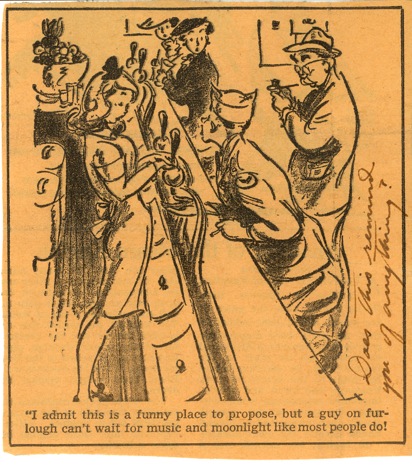 Does this remind
you of anything?
"I admit this is a funny place to propose, but a guy on fur-
lough can't wait for music and moonlight like most people do!